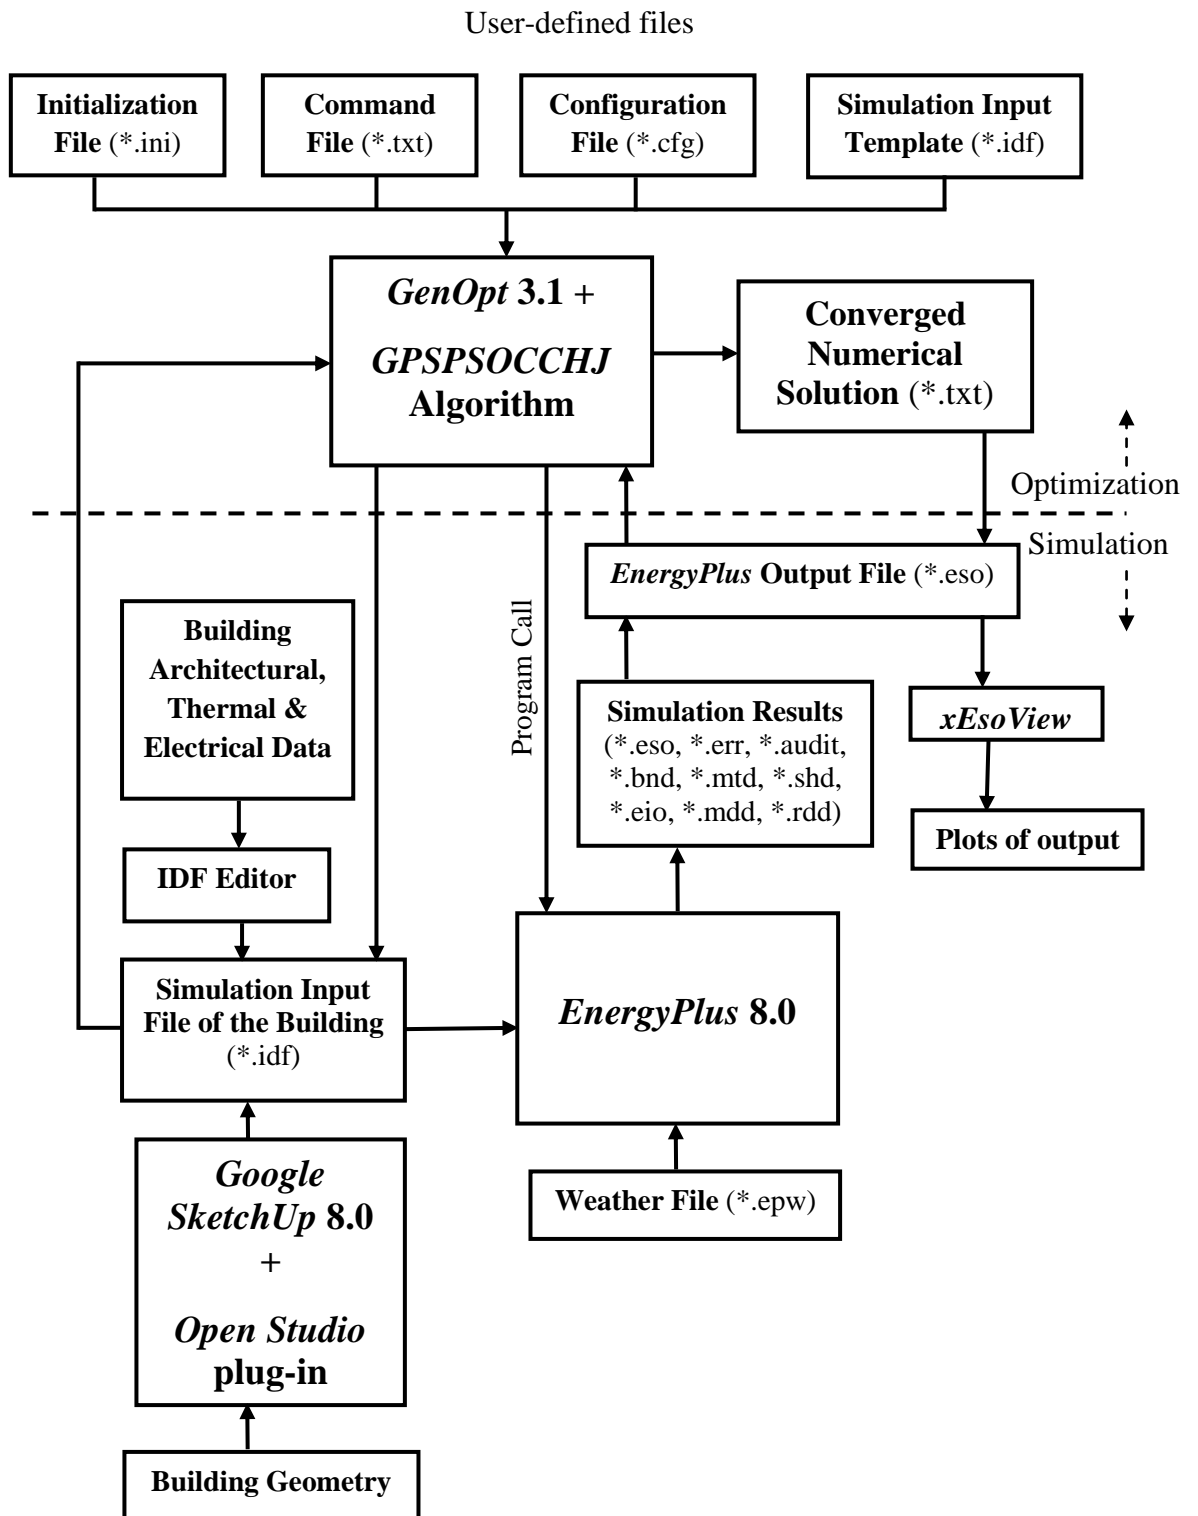 User-defined files
Initialization
File (*.ini)
Command
File (*.txt)
Configuration
File (*.cfg)
Simulation Input
Template (*.idf)
GenOpt 3.1 +
GPSPSOCCHJ
Algorithm
Converged
Numerical
Solution (*.txt)
Optimization
Simulation
EnergyPlus Output File (*.eso)
Building
Architectural,
Thermal &
Electrical Data
Program Call
Simulation Results
(*.eso, *.err, *.audit,
*.bnd, *.mtd, *.shd,
*.eio, *.mdd, *.rdd)
xEsoView
Plots of output
IDF Editor
Simulation Input
File of the Building
(*.idf)
EnergyPlus 8.0
Weather File (*.epw)
Google
SketchUp 8.0
+
Open Studio
plug-in
Building Geometry